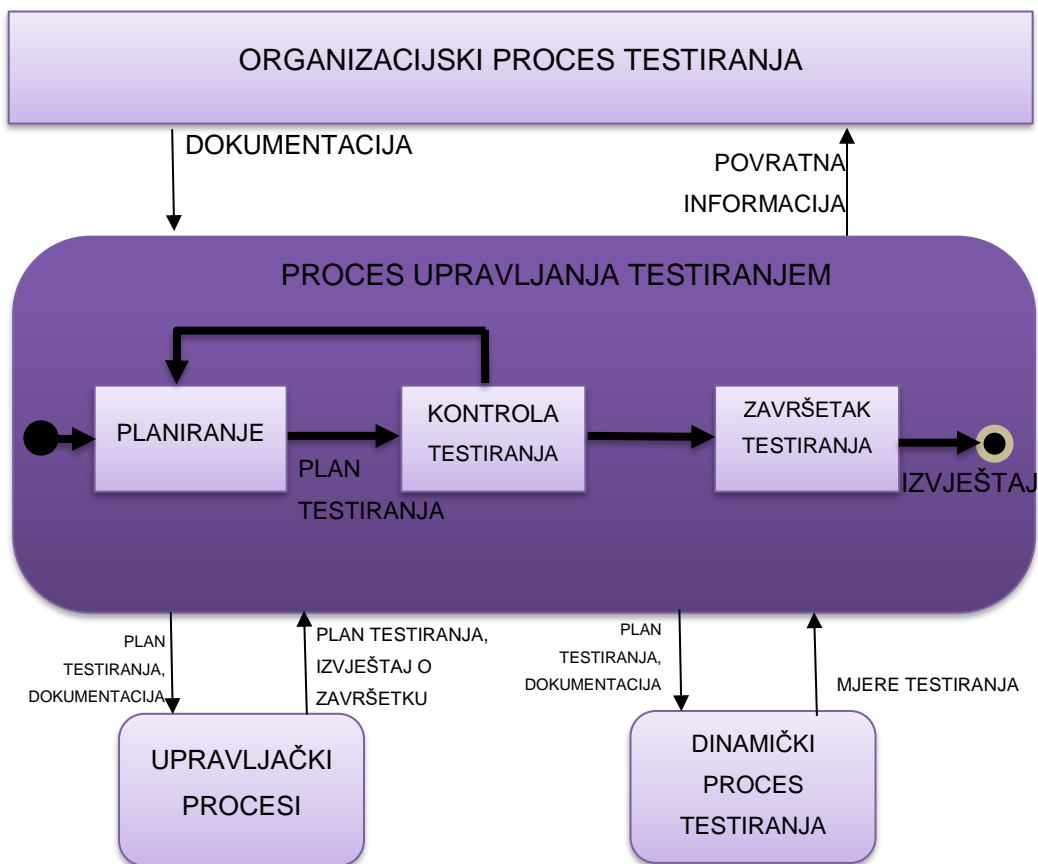 ORGANIZACIJSKI PROCES TESTIRANJA
DOKUMENTACIJA
POVRATNA
INFORMACIJA
PROCES UPRAVLJANJA TESTIRANJEM
PLANIRANJE
PLAN
TESTIRANJA
KONTROLA
TESTIRANJA
ZAVRŠETAK
TESTIRANJA
IZVJEŠTAJ
PLAN
TESTIRANJA,
DOKUMENTACIJA
PLAN TESTIRANJA,
IZVJEŠTAJ O
ZAVRŠETKU
PLAN
TESTIRANJA,
DOKUMENTACIJA
MJERE TESTIRANJA
UPRAVLJAČKI
PROCESI
DINAMIČKI
PROCES
TESTIRANJA